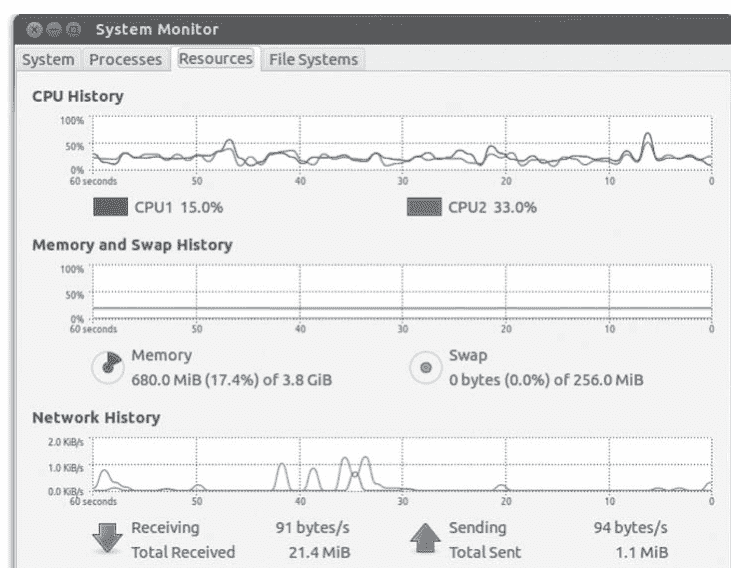 System Monitor
System Processes Resources File Systems
CPU History
100%
50%
0%
60 seconds 50 40 30 20 10 0
CPU1 15.0% CPU2 33.0%
Memory and Swap History
100%
50%
0%
60 seconds 50 40 30 20 10 0
Memory Swap
680.0 MiB (17.4%) of 3.8 GiB 0 bytes (0.0%) of 256.0 MiB
Network History
2.0 KiB/s
1.0 KiB/s
0.0 KiB/s
60 seconds 50 40 30 20 10 0
Receiving 91 bytes/s Sending 94 bytes/s
Total Received 21.4 MiB Total Sent 1.1 MiB